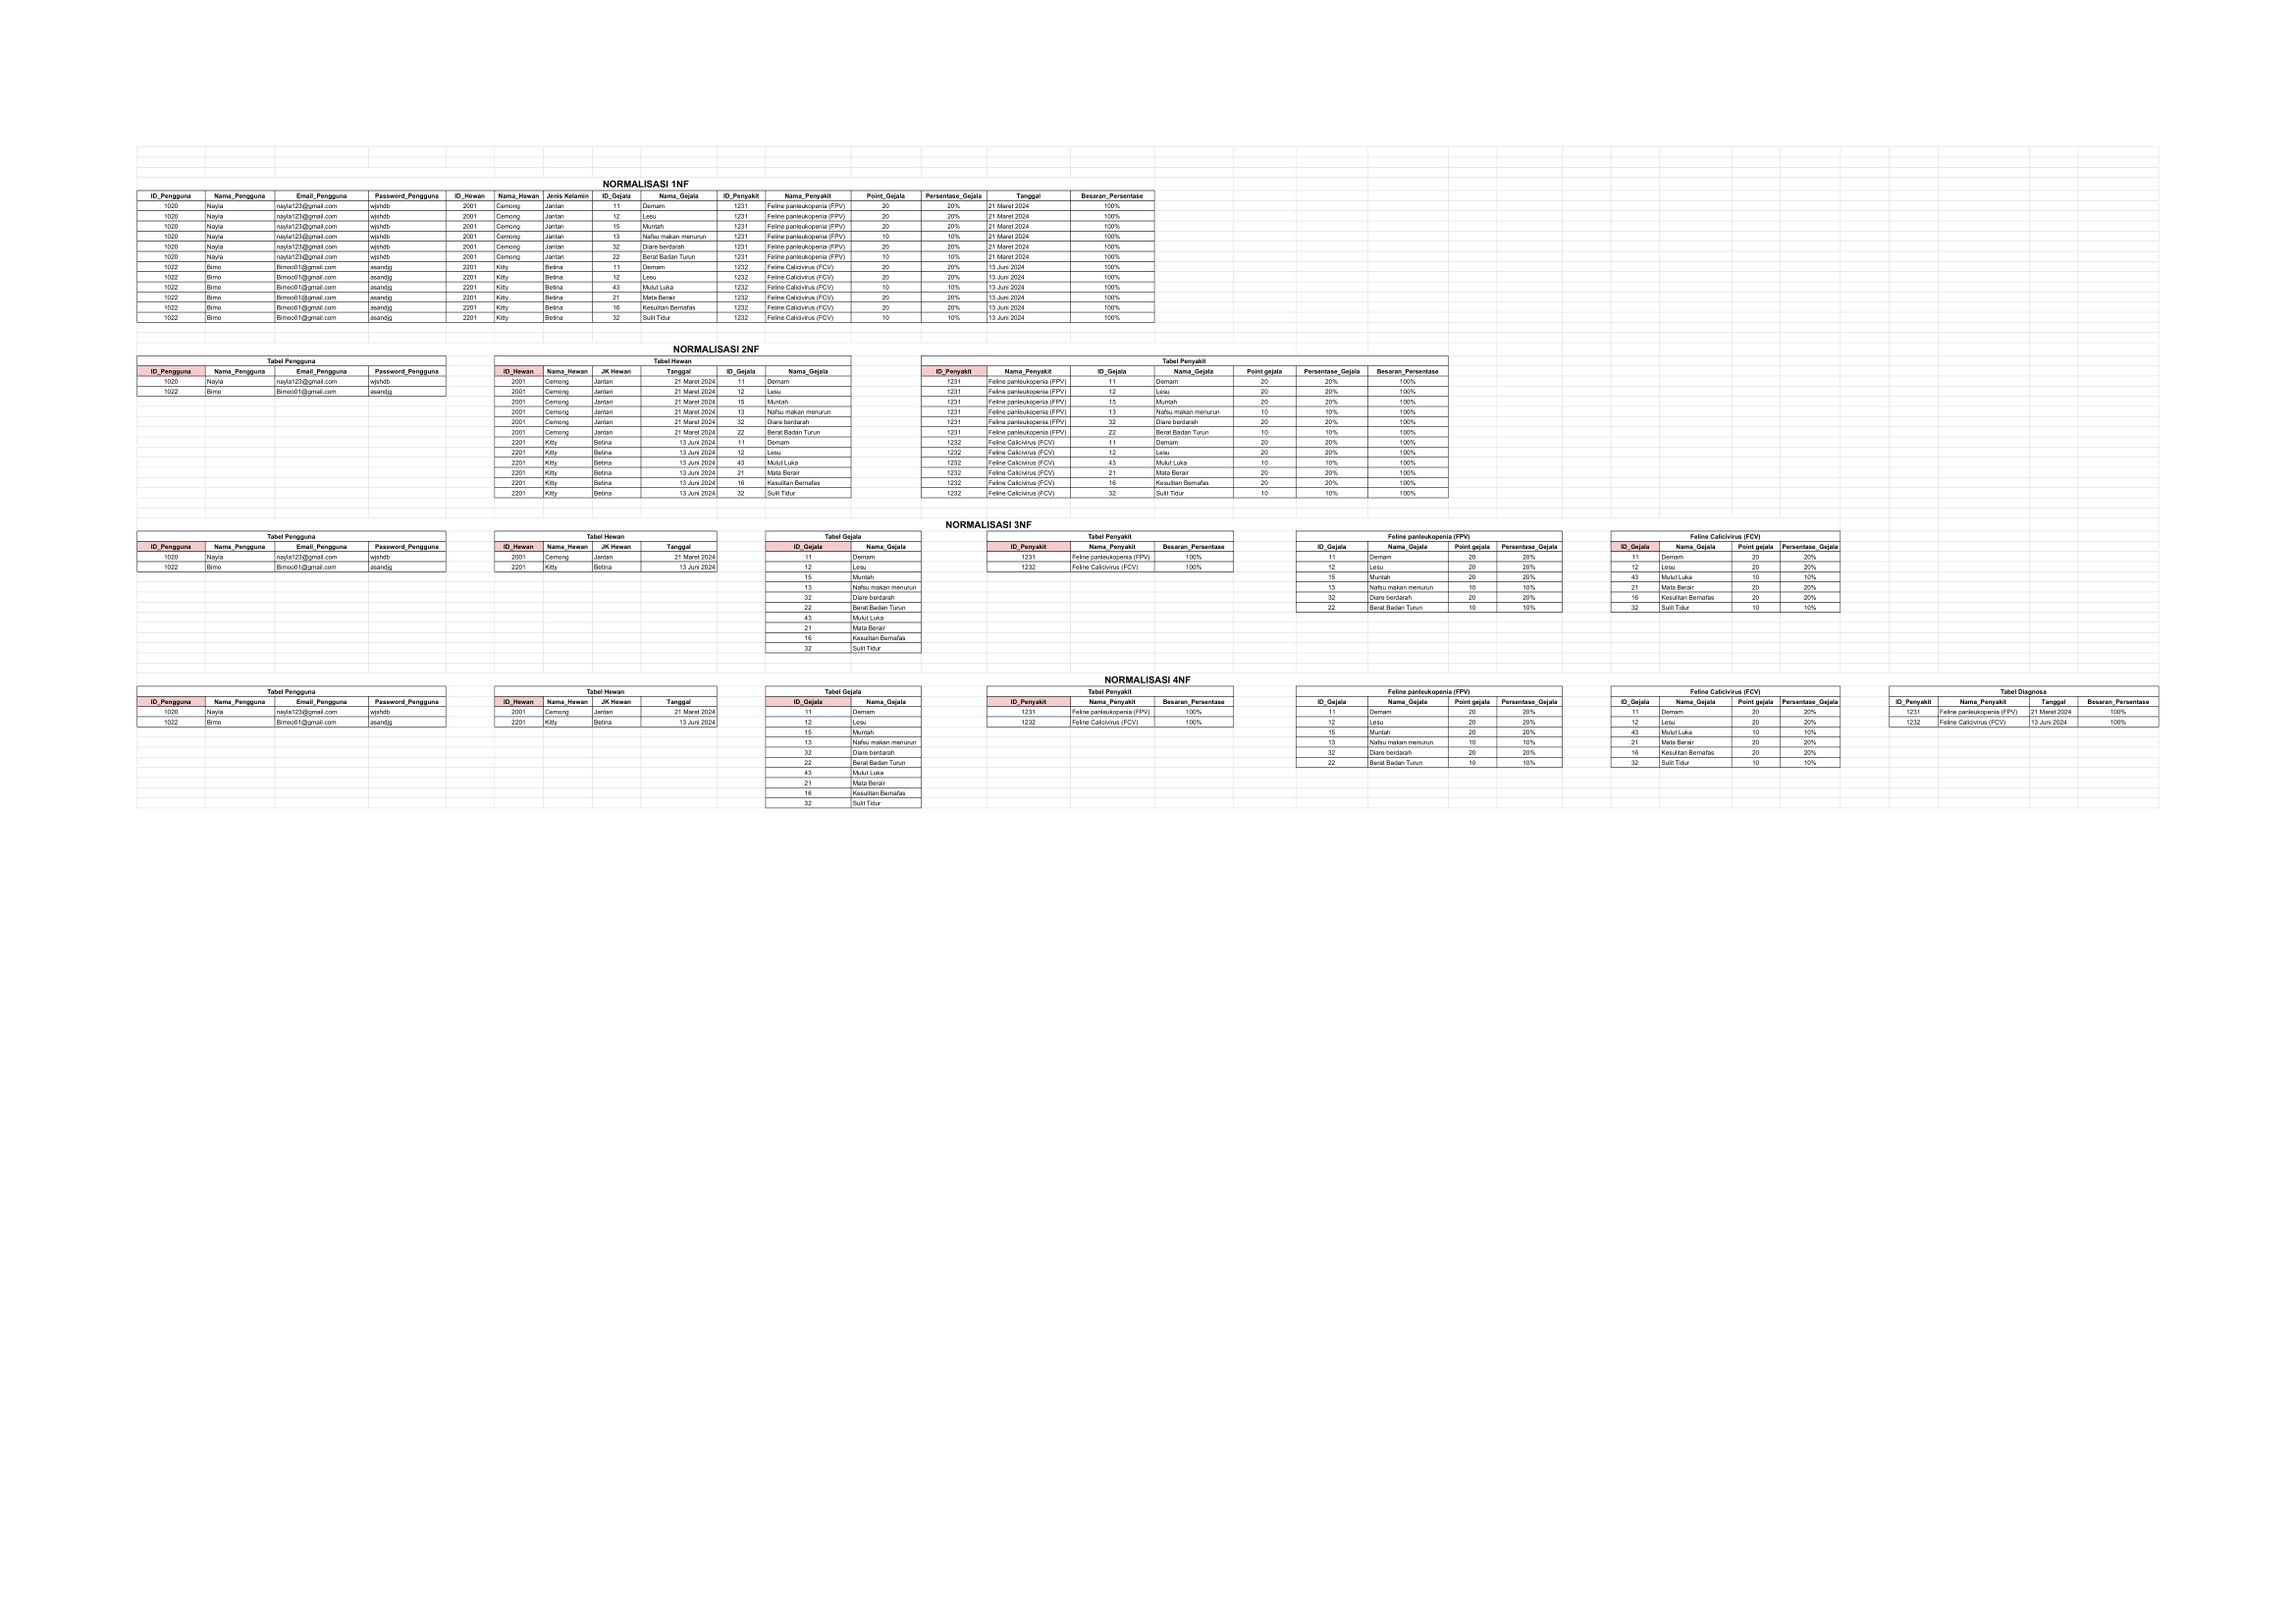 NORMALISASI 1NF
ID_Pengguna Nama_Pengguna Email_Pengguna Password_Pengguna ID_Hewan Nama_Hewan Jenis Kelamin ID_Gejala Nama_Gejala ID_Penyakit Nama_Penyakit Point_Gejala Persentase_Gejala Tanggal Besaran_Persentase
1020 Nayla nayla123@gmail.com wjshdb 2001 Cemong Jantan 11 Demam 1231 Feline panleukopenia (FPV) 20 20% 21 Maret 2024 100%
1020 Nayla nayla123@gmail.com wjshdb 2001 Cemong Jantan 12 Lesu 1231 Feline panleukopenia (FPV) 20 20% 21 Maret 2024 100%
1020 Nayla nayla123@gmail.com wjshdb 2001 Cemong Jantan 15 Muntah 1231 Feline panleukopenia (FPV) 20 20% 21 Maret 2024 100%
1020 Nayla nayla123@gmail.com wjshdb 2001 Cemong Jantan 13 Nafsu makan menurun 1231 Feline panleukopenia (FPV) 10 10% 21 Maret 2024 100%
1020 Nayla nayla123@gmail.com wjshdb 2001 Cemong Jantan 32 Diare berdarah 1231 Feline panleukopenia (FPV) 20 20% 21 Maret 2024 100%
1020 Nayla nayla123@gmail.com wjshdb 2001 Cemong Jantan 22 Berat Badan Turun 1231 Feline panleukopenia (FPV) 10 10% 21 Maret 2024 100%
1022 Bimo Bimoo01@gmail.com asandjg 2201 Kitty Betina 11 Demam 1232 Feline Calicivirus (FCV) 20 20% 13 Juni 2024 100%
1022 Bimo Bimoo01@gmail.com asandjg 2201 Kitty Betina 12 Lesu 1232 Feline Calicivirus (FCV) 20 20% 13 Juni 2024 100%
1022 Bimo Bimoo01@gmail.com asandjg 2201 Kitty Betina 43 Mulut Luka 1232 Feline Calicivirus (FCV) 10 10% 13 Juni 2024 100%
1022 Bimo Bimoo01@gmail.com asandjg 2201 Kitty Betina 21 Mata Berair 1232 Feline Calicivirus (FCV) 20 20% 13 Juni 2024 100%
1022 Bimo Bimoo01@gmail.com asandjg 2201 Kitty Betina 16 Kesulitan Bernafas 1232 Feline Calicivirus (FCV) 20 20% 13 Juni 2024 100%
1022 Bimo Bimoo01@gmail.com asandjg 2201 Kitty Betina 32 Sulit Tidur 1232 Feline Calicivirus (FCV) 10 10% 13 Juni 2024 100%
NORMALISASI 2NF
Tabel Pengguna Tabel Hewan Tabel Penyakit
ID_Pengguna Nama_Pengguna Email_Pengguna Password_Pengguna ID_Hewan Nama_Hewan JK Hewan Tanggal ID_Gejala Nama_Gejala ID_Penyakit Nama_Penyakit ID_Gejala Nama_Gejala Point gejala Persentase_Gejala Besaran_Persentase
1020 Nayla nayla123@gmail.com wjshdb 2001 Cemong Jantan 21 Maret 2024 11 Demam 1231 Feline panleukopenia (FPV) 11 Demam 20 20% 100%
1022 Bimo Bimoo01@gmail.com asandjg 2001 Cemong Jantan 21 Maret 2024 12 Lesu 1231 Feline panleukopenia (FPV) 12 Lesu 20 20% 100%
2001 Cemong Jantan 21 Maret 2024 15 Muntah 1231 Feline panleukopenia (FPV) 15 Muntah 20 20% 100%
2001 Cemong Jantan 21 Maret 2024 13 Nafsu makan menurun 1231 Feline panleukopenia (FPV) 13 Nafsu makan menurun 10 10% 100%
2001 Cemong Jantan 21 Maret 2024 32 Diare berdarah 1231 Feline panleukopenia (FPV) 32 Diare berdarah 20 20% 100%
2001 Cemong Jantan 21 Maret 2024 22 Berat Badan Turun 1231 Feline panleukopenia (FPV) 22 Berat Badan Turun 10 10% 100%
2201 Kitty Betina 13 Juni 2024 11 Demam 1232 Feline Calicivirus (FCV) 11 Demam 20 20% 100%
2201 Kitty Betina 13 Juni 2024 12 Lesu 1232 Feline Calicivirus (FCV) 12 Lesu 20 20% 100%
2201 Kitty Betina 13 Juni 2024 43 Mulut Luka 1232 Feline Calicivirus (FCV) 43 Mulut Luka 10 10% 100%
2201 Kitty Betina 13 Juni 2024 21 Mata Berair 1232 Feline Calicivirus (FCV) 21 Mata Berair 20 20% 100%
2201 Kitty Betina 13 Juni 2024 16 Kesulitan Bernafas 1232 Feline Calicivirus (FCV) 16 Kesulitan Bernafas 20 20% 100%
2201 Kitty Betina 13 Juni 2024 32 Sulit Tidur 1232 Feline Calicivirus (FCV) 32 Sulit Tidur 10 10% 100%
NORMALISASI 3NF
Tabel Pengguna Tabel Hewan Tabel Gejala Tabel Penyakit Feline panleukopenia (FPV) Feline Calicivirus (FCV)
ID_Pengguna Nama_Pengguna Email_Pengguna Password_Pengguna ID_Hewan Nama_Hewan JK Hewan Tanggal ID_Gejala Nama_Gejala ID_Penyakit Nama_Penyakit Besaran_Persentase ID_Gejala Nama_Gejala Point gejala Persentase_Gejala ID_Gejala Nama_Gejala Point gejala Persentase_Gejala
1020 Nayla nayla123@gmail.com wjshdb 2001 Cemong Jantan 21 Maret 2024 11 Demam 1231 Feline panleukopenia (FPV) 100% 11 Demam 20 20% 11 Demam 20 20%
1022 Bimo Bimoo01@gmail.com asandjg 2201 Kitty Betina 13 Juni 2024 12 Lesu 1232 Feline Calicivirus (FCV) 100% 12 Lesu 20 20% 12 Lesu 20 20%
15 Muntah 15 Muntah 20 20% 43 Mulut Luka 10 10%
13 Nafsu makan menurun 13 Nafsu makan menurun 10 10% 21 Mata Berair 20 20%
32 Diare berdarah 32 Diare berdarah 20 20% 16 Kesulitan Bernafas 20 20%
22 Berat Badan Turun 22 Berat Badan Turun 10 10% 32 Sulit Tidur 10 10%
43 Mulut Luka
21 Mata Berair
16 Kesulitan Bernafas
32 Sulit Tidur
NORMALISASI 4NF
Tabel Pengguna Tabel Hewan Tabel Gejala Tabel Penyakit Feline panleukopenia (FPV) Feline Calicivirus (FCV) Tabel Diagnosa
ID_Pengguna Nama_Pengguna Email_Pengguna Password_Pengguna ID_Hewan Nama_Hewan JK Hewan Tanggal ID_Gejala Nama_Gejala ID_Penyakit Nama_Penyakit Besaran_Persentase ID_Gejala Nama_Gejala Point gejala Persentase_Gejala ID_Gejala Nama_Gejala Point gejala Persentase_Gejala ID_Penyakit Nama_Penyakit Tanggal Besaran_Persentase
1020 Nayla nayla123@gmail.com wjshdb 2001 Cemong Jantan 21 Maret 2024 11 Demam 1231 Feline panleukopenia (FPV) 100% 11 Demam 20 20% 11 Demam 20 20% 1231 Feline panleukopenia (FPV) 21 Maret 2024 100%
1022 Bimo Bimoo01@gmail.com asandjg 2201 Kitty Betina 13 Juni 2024 12 Lesu 1232 Feline Calicivirus (FCV) 100% 12 Lesu 20 20% 12 Lesu 20 20% 1232 Feline Calicivirus (FCV) 13 Juni 2024 100%
15 Muntah 15 Muntah 20 20% 43 Mulut Luka 10 10%
13 Nafsu makan menurun 13 Nafsu makan menurun 10 10% 21 Mata Berair 20 20%
32 Diare berdarah 32 Diare berdarah 20 20% 16 Kesulitan Bernafas 20 20%
22 Berat Badan Turun 22 Berat Badan Turun 10 10% 32 Sulit Tidur 10 10%
43 Mulut Luka
21 Mata Berair
16 Kesulitan Bernafas
32 Sulit Tidur